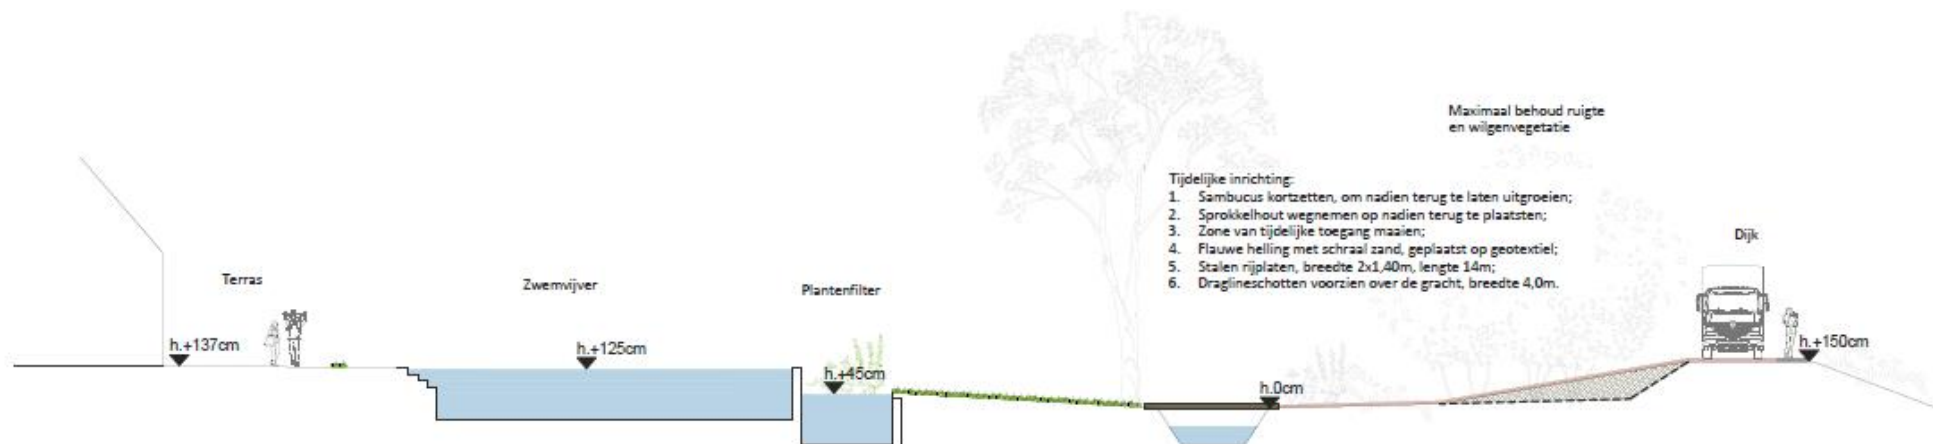 Maximaal behoud ruigte
en wilgenvegetatie
Tijdelijke inrichting:
1. Sambucus kortzetten, om nadien terug te laten uitgroeien;
2. Sprokkelhout wegnemen op nadien terug te plaatsten;
3. Zone van tijdelijke toegang maaien;
4. Flauwe helling met schraal zand, geplaatst op geotextiel;
5. Stalen rijplaten, breedte 2x1,40m, lengte 14m;
6. Draglineschotten voorzien over de gracht, breedte 4,0m.
Dijk
Terras
Zwemvijver
Plantenfilter
h.+137cm
h.+125cm
h.+45cm
h.0cm
h.+150cm